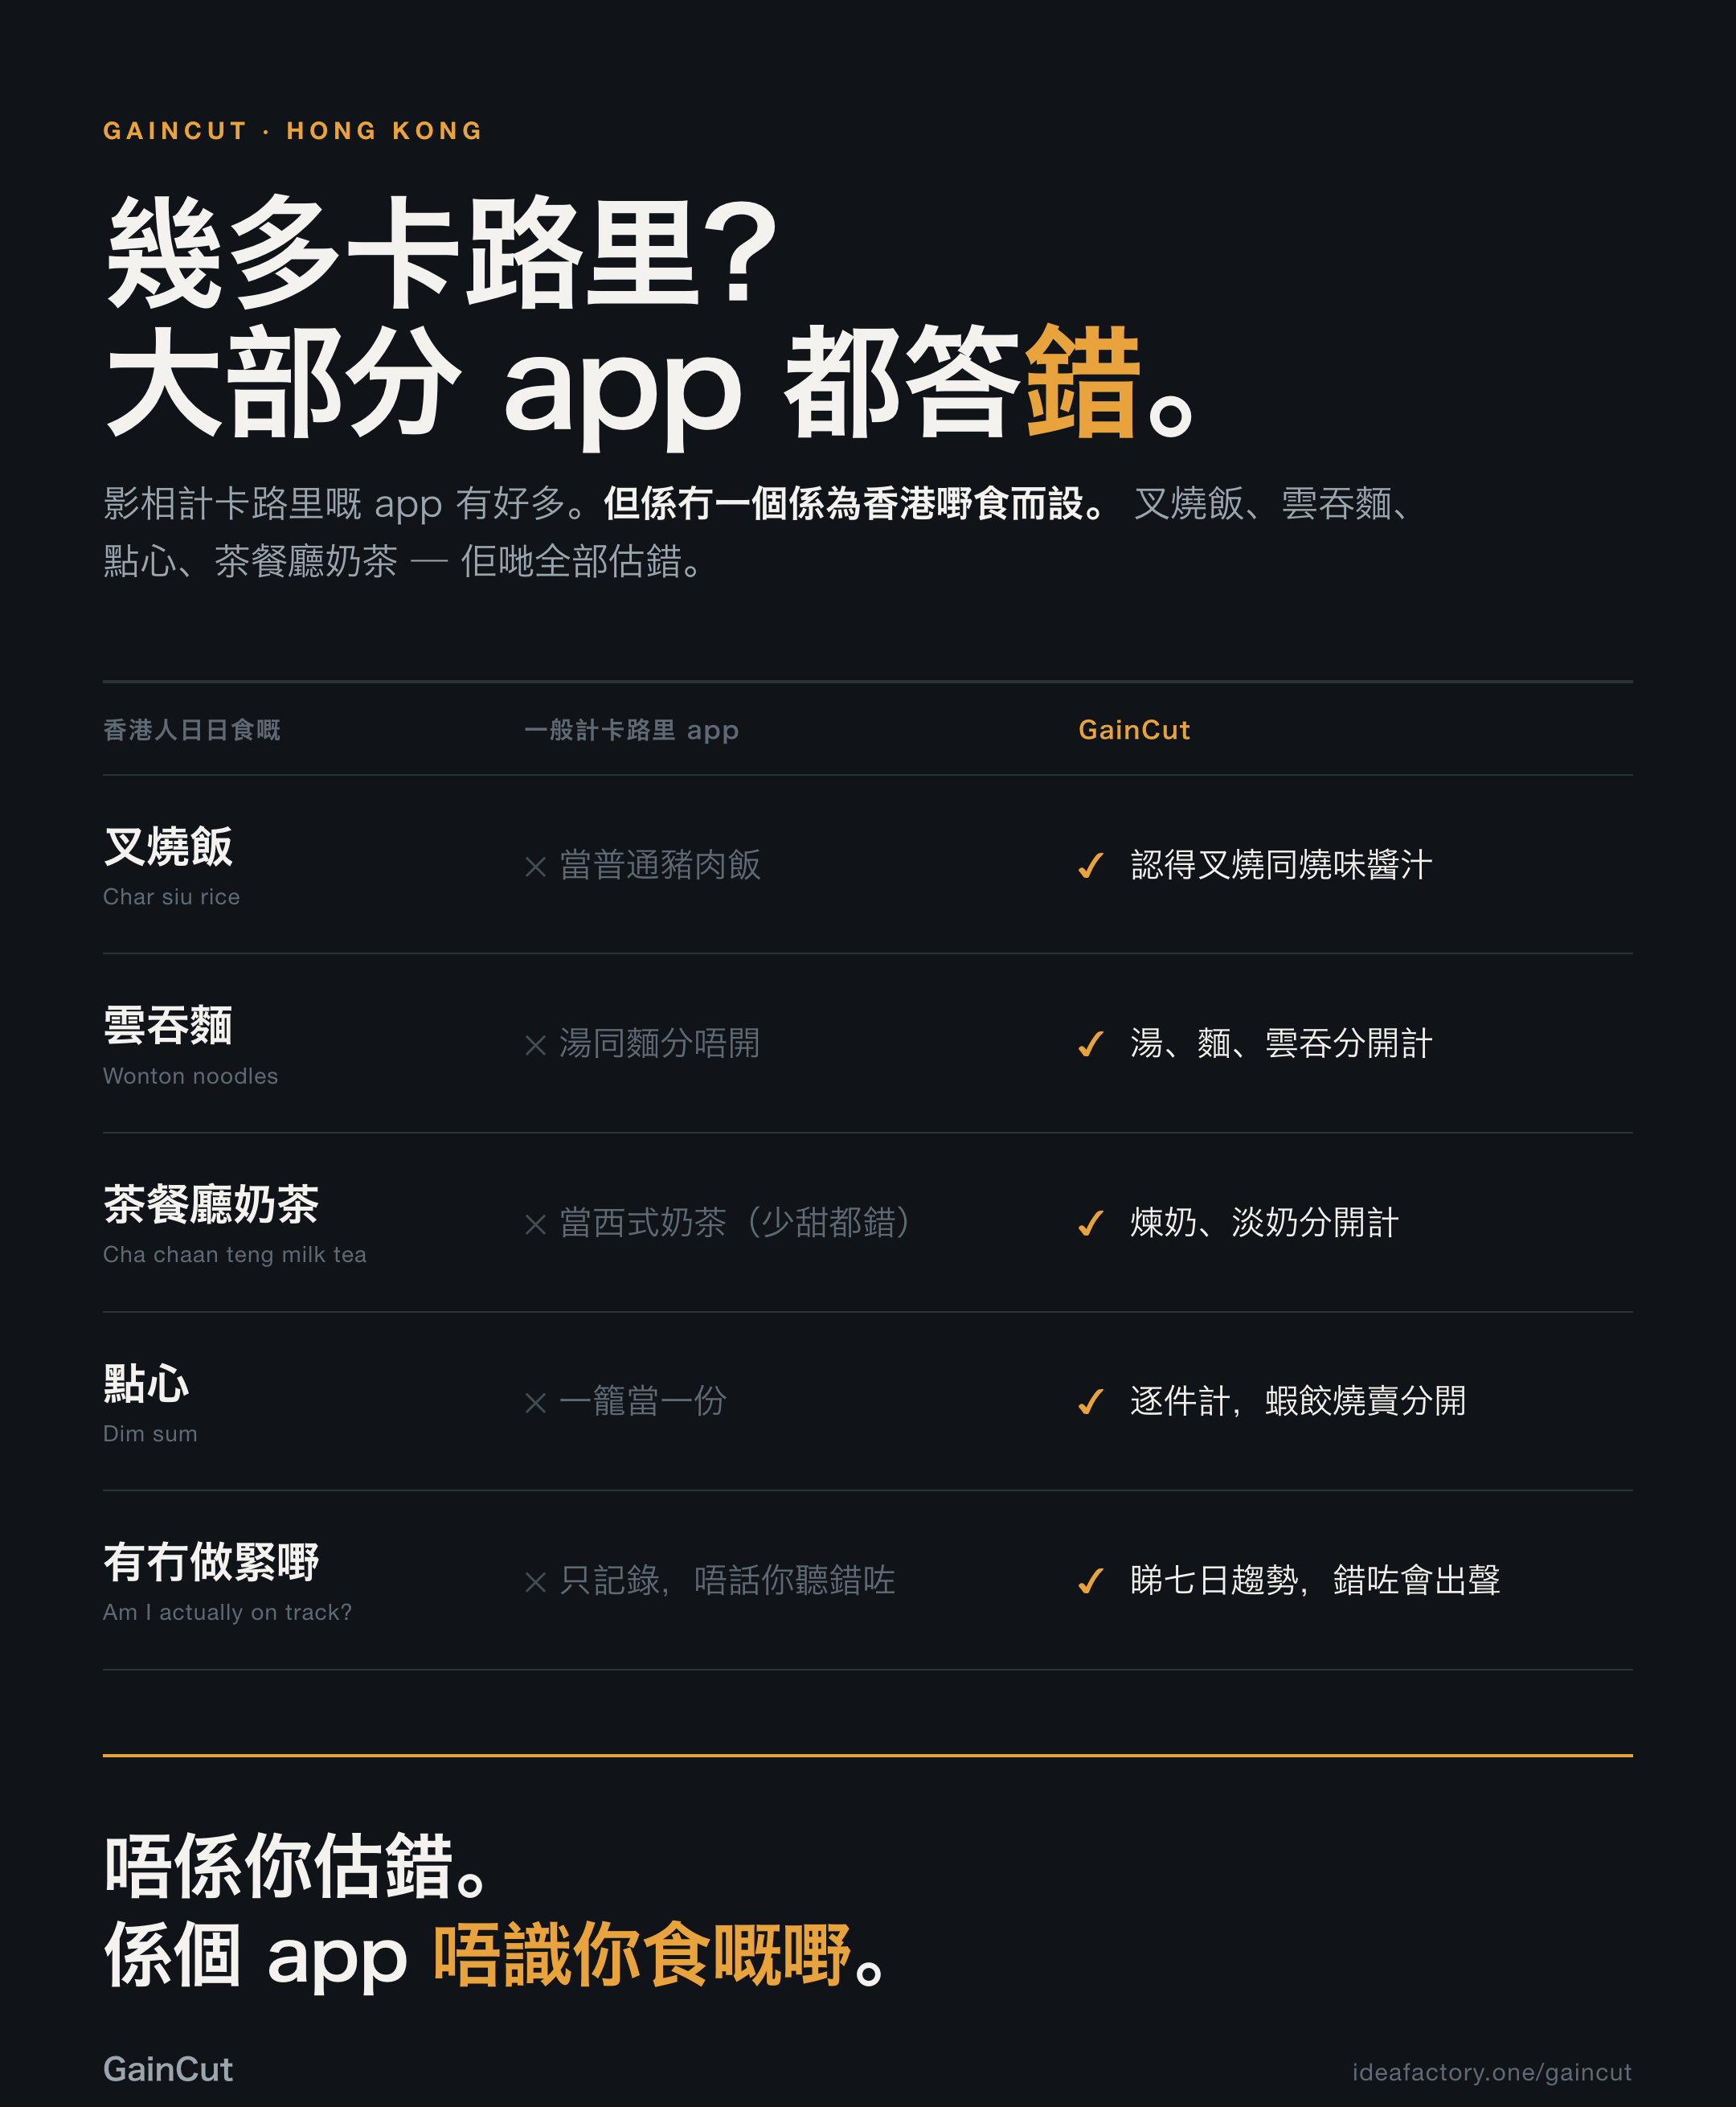 GAINCUT · HONG KONG
幾多卡路里?
大部分 app 都答錯。
影相計卡路里嘅 app 有好多。但係冇一個係為香港嘢食而設。 叉燒飯、雲吞麵、
點心、茶餐廳奶茶 — 佢哋全部估錯。
香港人日日食嘅 一般計卡路里 app GainCut
叉燒飯
Char siu rice
× 當普通豬肉飯
✓ 認得叉燒同燒味醬汁
雲吞麵
Wonton noodles
× 湯同麵分唔開
✓ 湯、麵、雲吞分開計
茶餐廳奶茶
Cha chaan teng milk tea
× 當西式奶茶（少甜都錯）
✓ 煉奶、淡奶分開計
點心
Dim sum
× 一籠當一份
✓ 逐件計，蝦餃燒賣分開
有冇做緊嘢
Am I actually on track?
× 只記錄，唔話你聽錯咗
✓ 睇七日趨勢，錯咗會出聲
唔係你估錯。
係個 app 唔識你食嘅嘢。
GainCut
ideafactory.one/gaincut